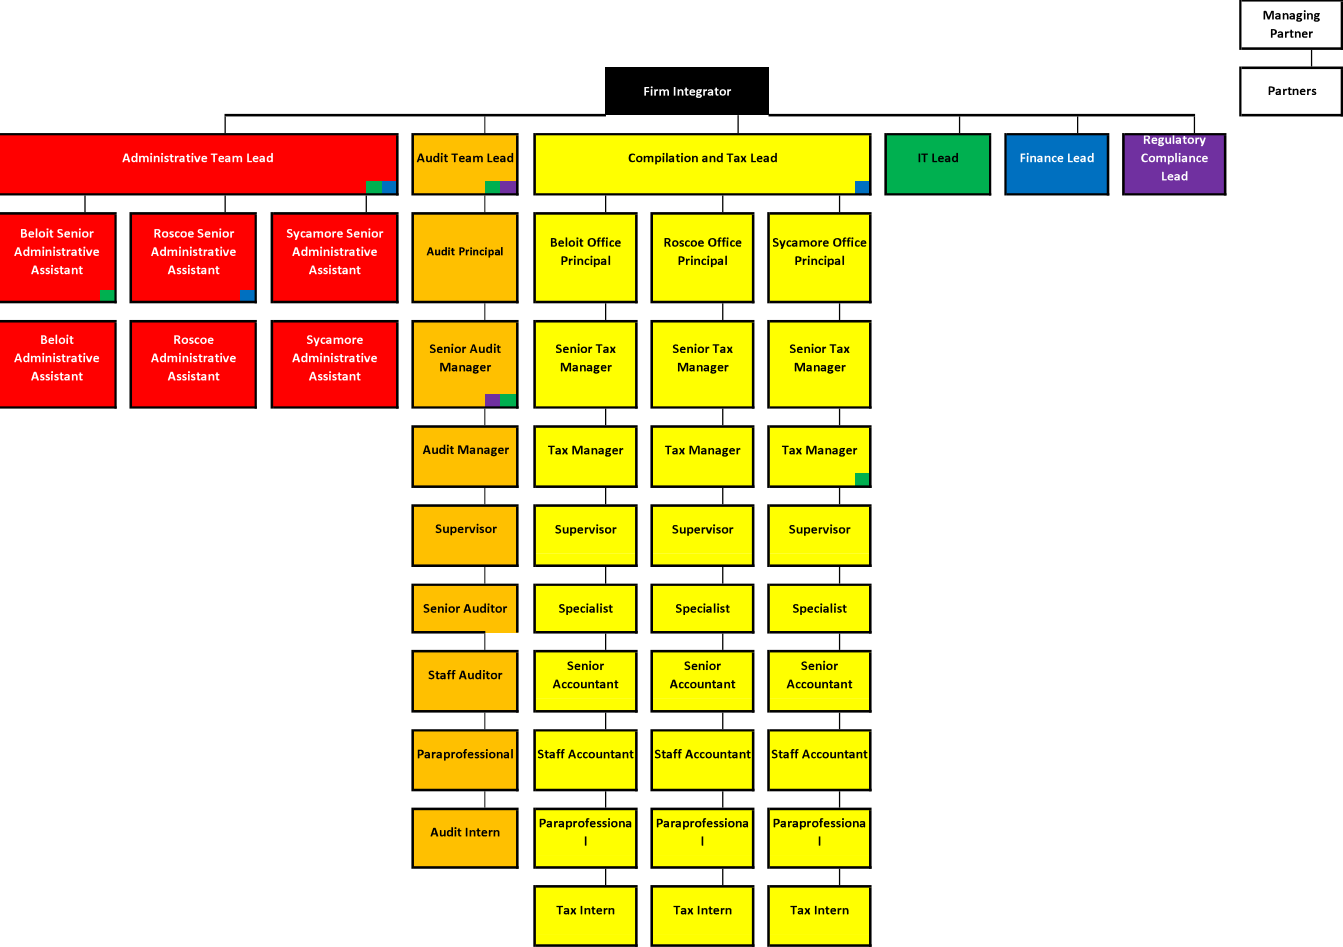 Managing
Partner
Firm Integrator
Partners
Administrative Team Lead
Audit Team Lead
Compilation and Tax Lead
IT Lead
Finance Lead
Regulatory
Compliance
Lead
Beloit Senior
Administrative
Assistant
Roscoe Senior
Administrative
Assistant
Sycamore Senior
Administrative
Assistant
Audit Principal
Beloit Office
Principal
Roscoe Office
Principal
Sycamore Office
Principal
Beloit
Administrative
Assistant
Roscoe
Administrative
Assistant
Sycamore
Administrative
Assistant
Senior Audit
Manager
Senior Tax
Manager
Senior Tax
Manager
Senior Tax
Manager
Audit Manager
Tax Manager
Tax Manager
Tax Manager
Supervisor
Supervisor
Supervisor
Supervisor
Senior Auditor
Specialist
Specialist
Specialist
Staff Auditor
Senior
Accountant
Senior
Accountant
Senior
Accountant
Paraprofessional
Staff Accountant
Staff Accountant
Staff Accountant
Audit Intern
Paraprofessiona
l
Paraprofessiona
l
Paraprofessiona
l
Tax Intern
Tax Intern
Tax Intern